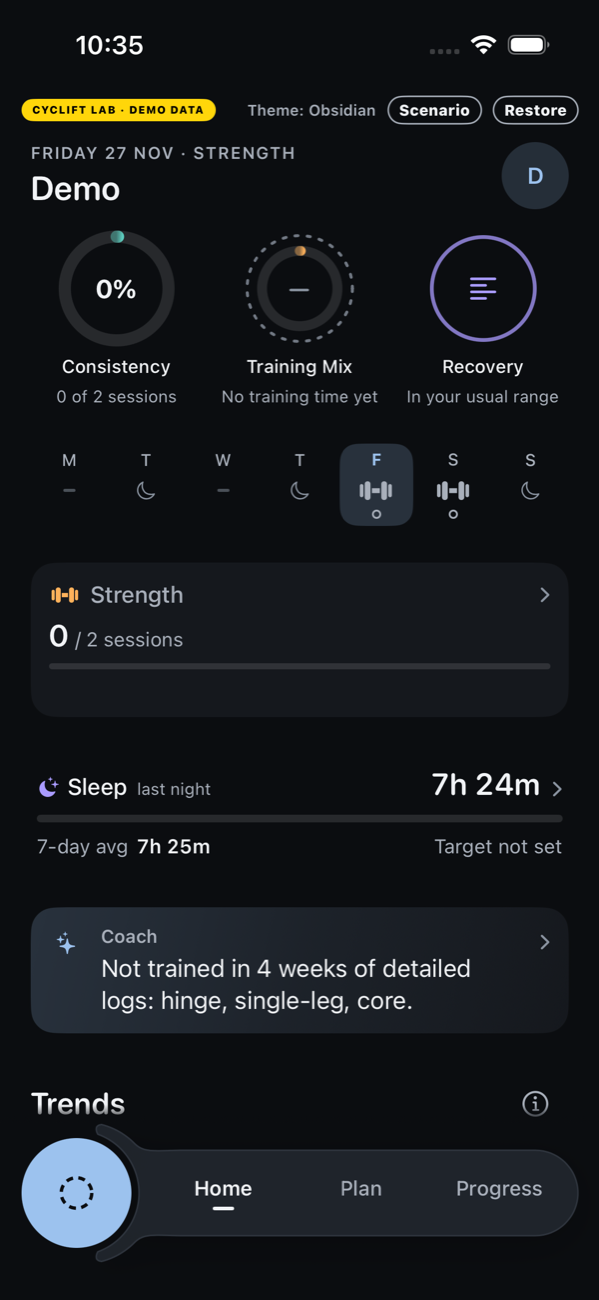 10:35
CYCLIFT LAB · DEMO DATA
Theme: Obsidian
Scenario
Restore
FRIDAY 27 NOV · STRENGTH
Demo
D
0%
–
Consistency
Training Mix
Recovery
0 of 2 sessions
No training time yet
In your usual range
M T W T F S S
Strength
0 / 2 sessions
Sleep last night
7h 24m
7-day avg 7h 25m
Target not set
Coach
Not trained in 4 weeks of detailed
logs: hinge, single-leg, core.
Trends
Home
Plan
Progress